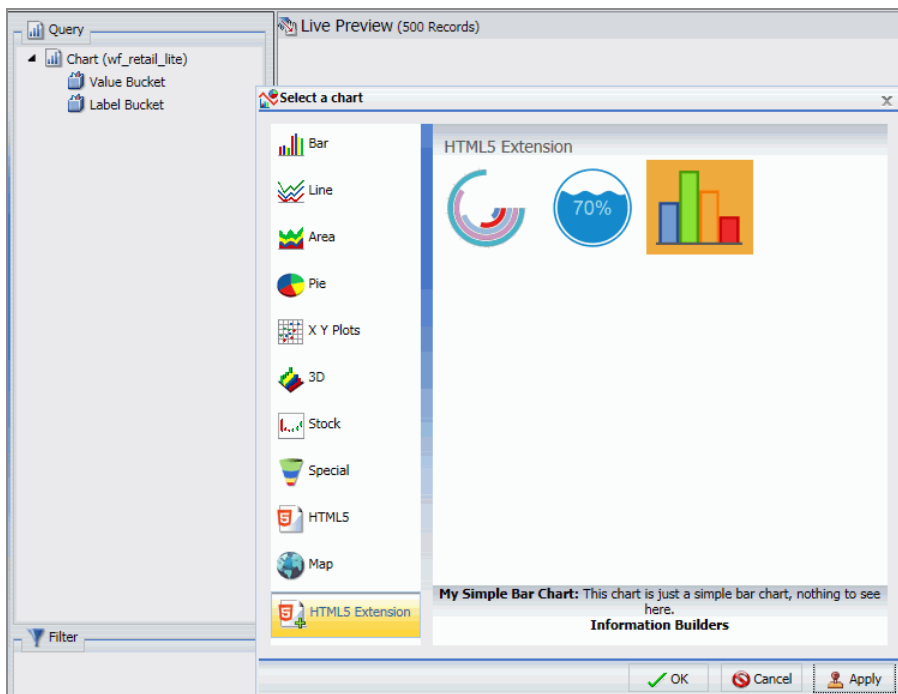 Query
Live Preview (500 Records)
Chart (wf_retail_lite)
Value Bucket
Label Bucket
Select a chart
x
Bar
Line
Area
Pie
X Y Plots
3D
Stock
Special
HTML5
Map
HTML5 Extension
HTML5 Extension
70%
My Simple Bar Chart: This chart is just a simple bar chart, nothing to see
here.
Information Builders
Filter
OK
Cancel
Apply